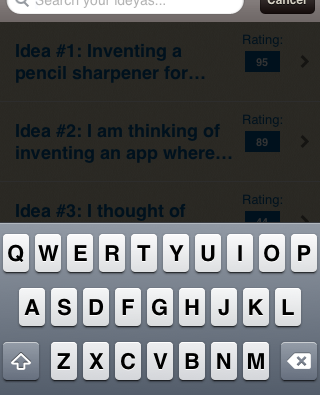 Search your ideyas...
Cancel
Idea #1: Inventing a
pencil sharpener for...
Rating:
95
Idea #2: I am thinking of
inventing an app where...
Rating:
89
Idea #3: I thought of
Rating:
44
Q W E R T Y U I O P
A S D F G H J K L
Z X C V B N M